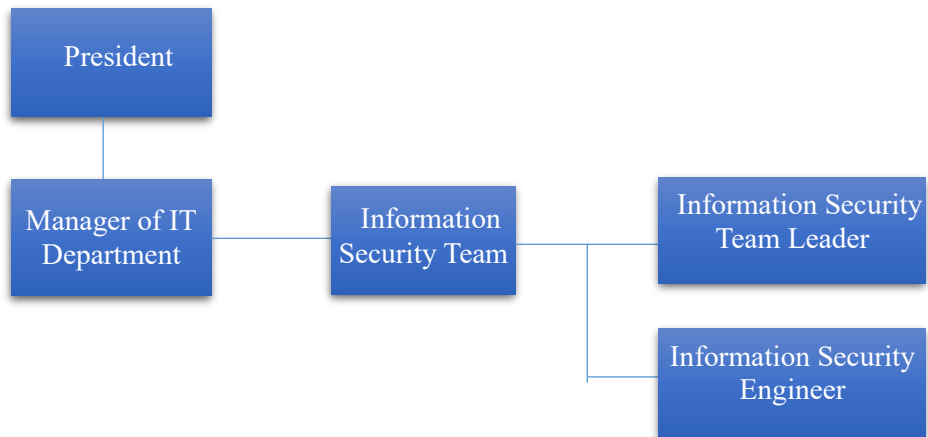 President
Manager of IT
Department
Information
Security Team
Information Security
Team Leader
Information Security
Engineer